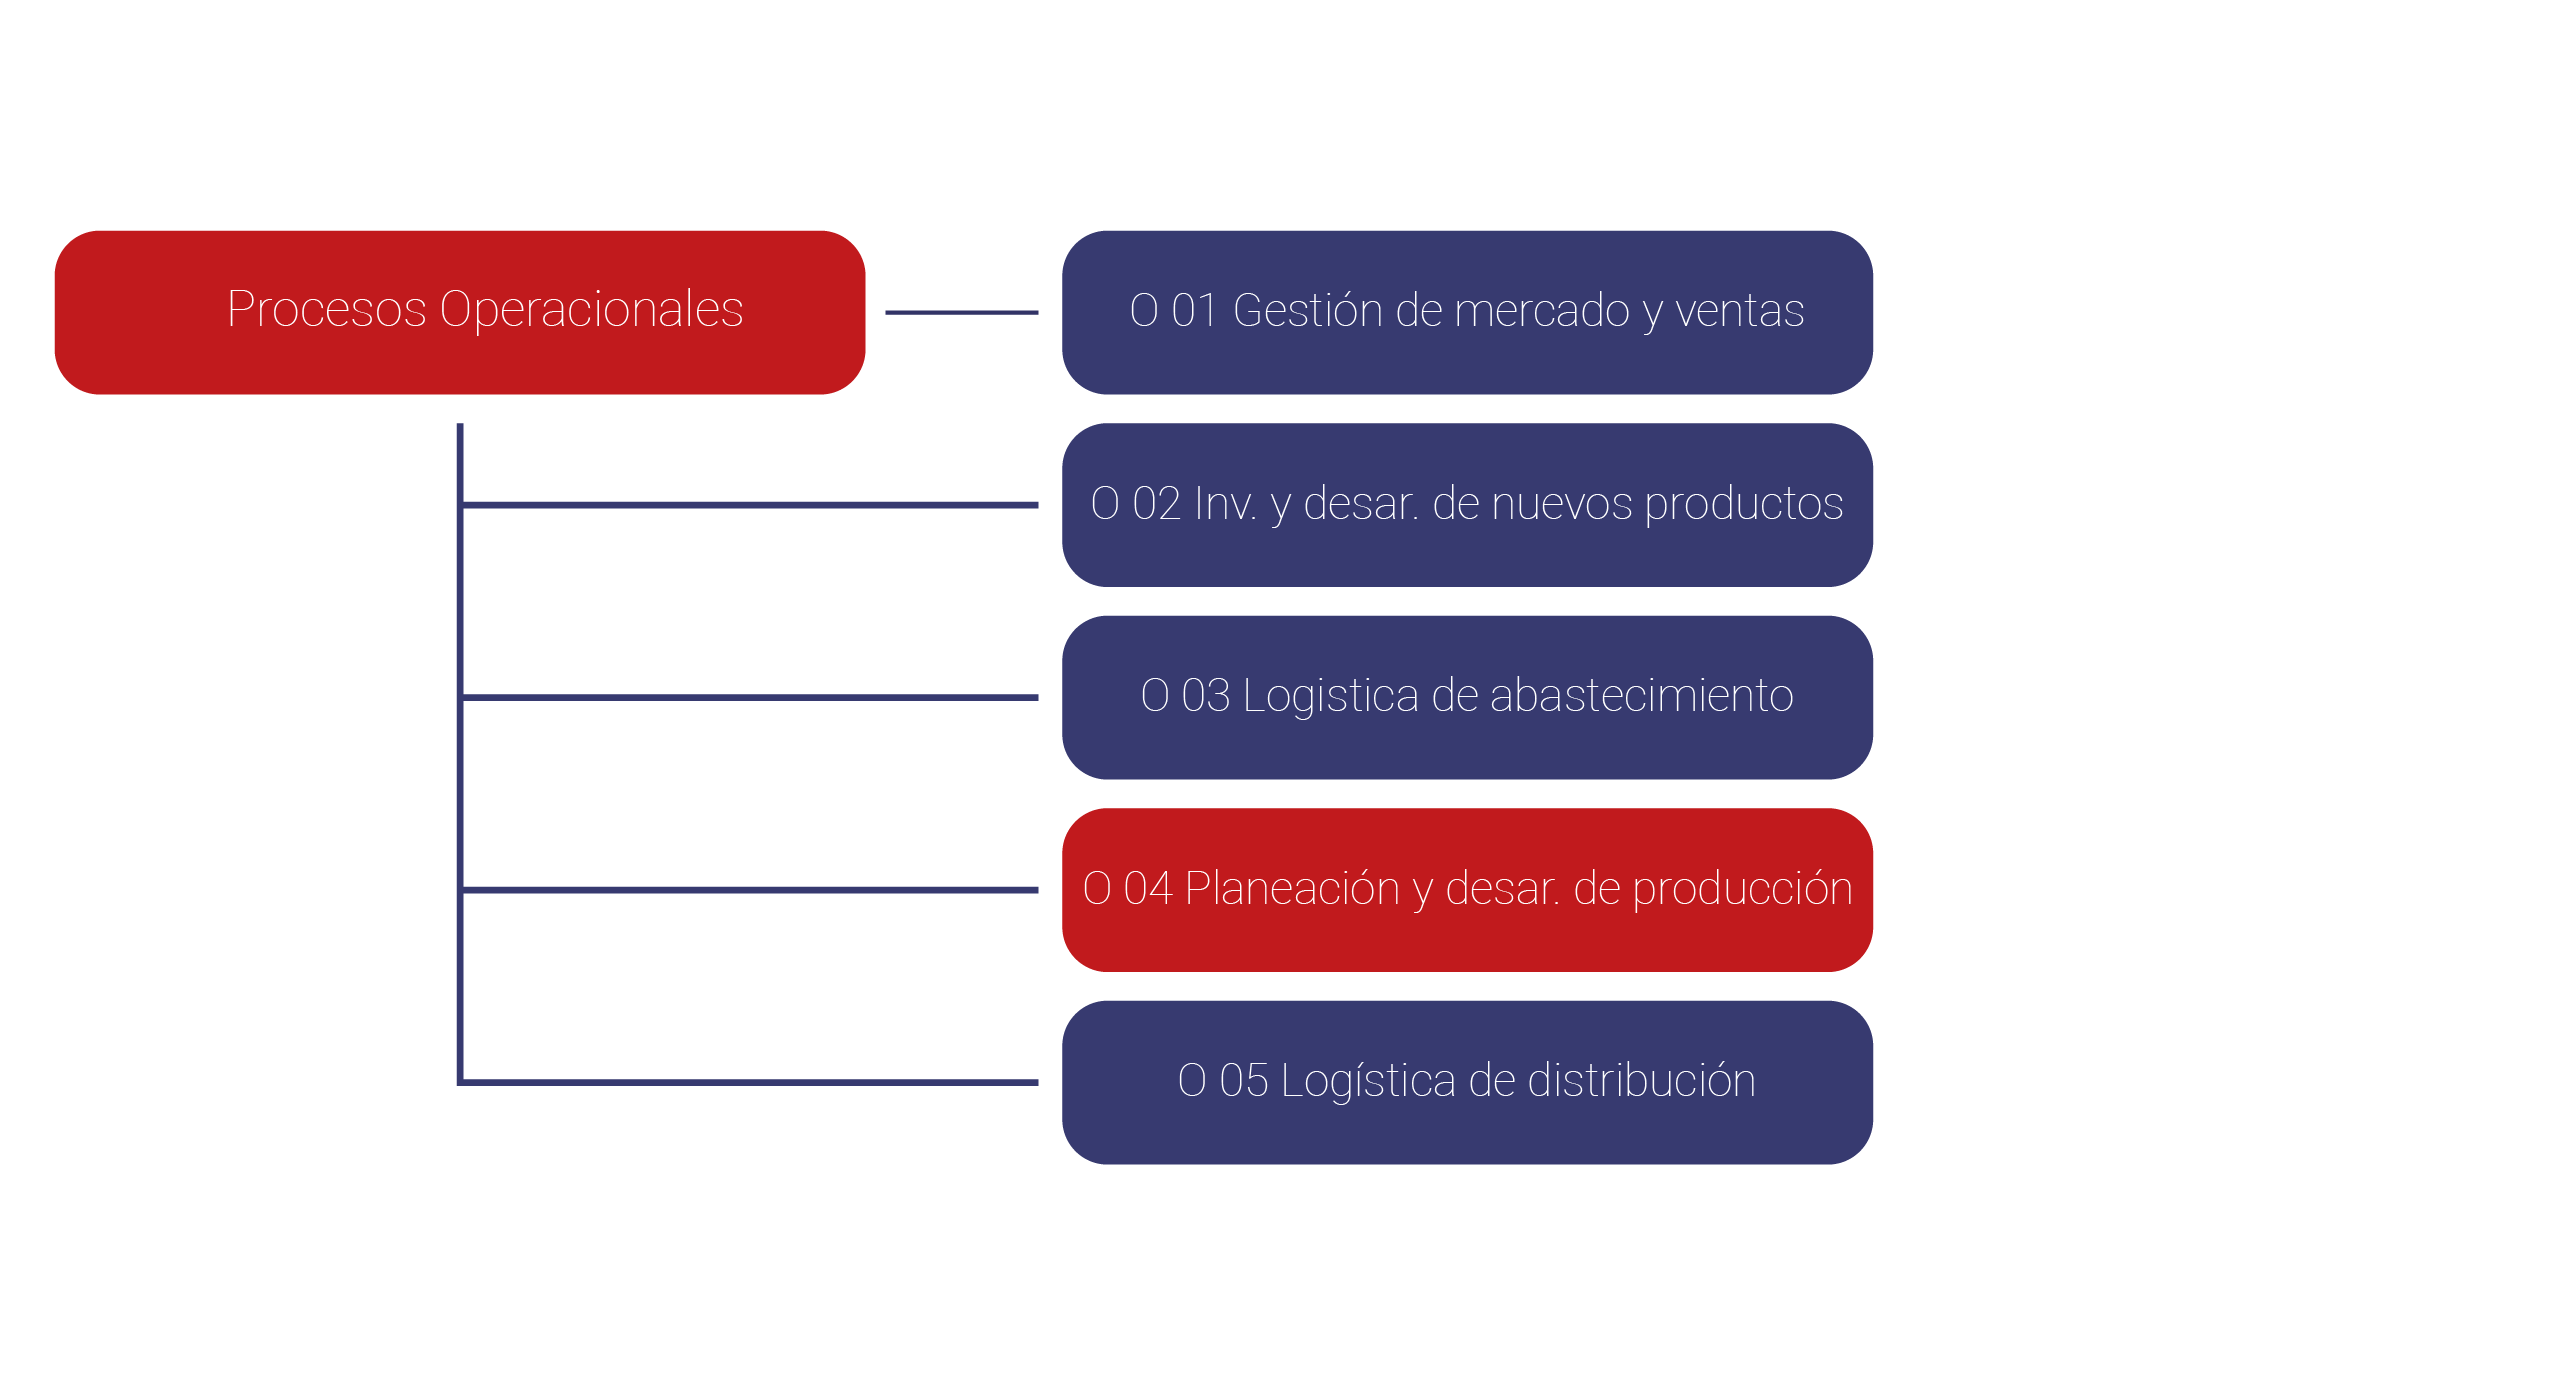 Procesos Operacionales
O 01 Gestión de mercado y ventas
O 02 Inv. y desar. de nuevos productos
O 03 Logistica de abastecimiento
O 04 Planeación y desar. de producción
O 05 Logística de distribución